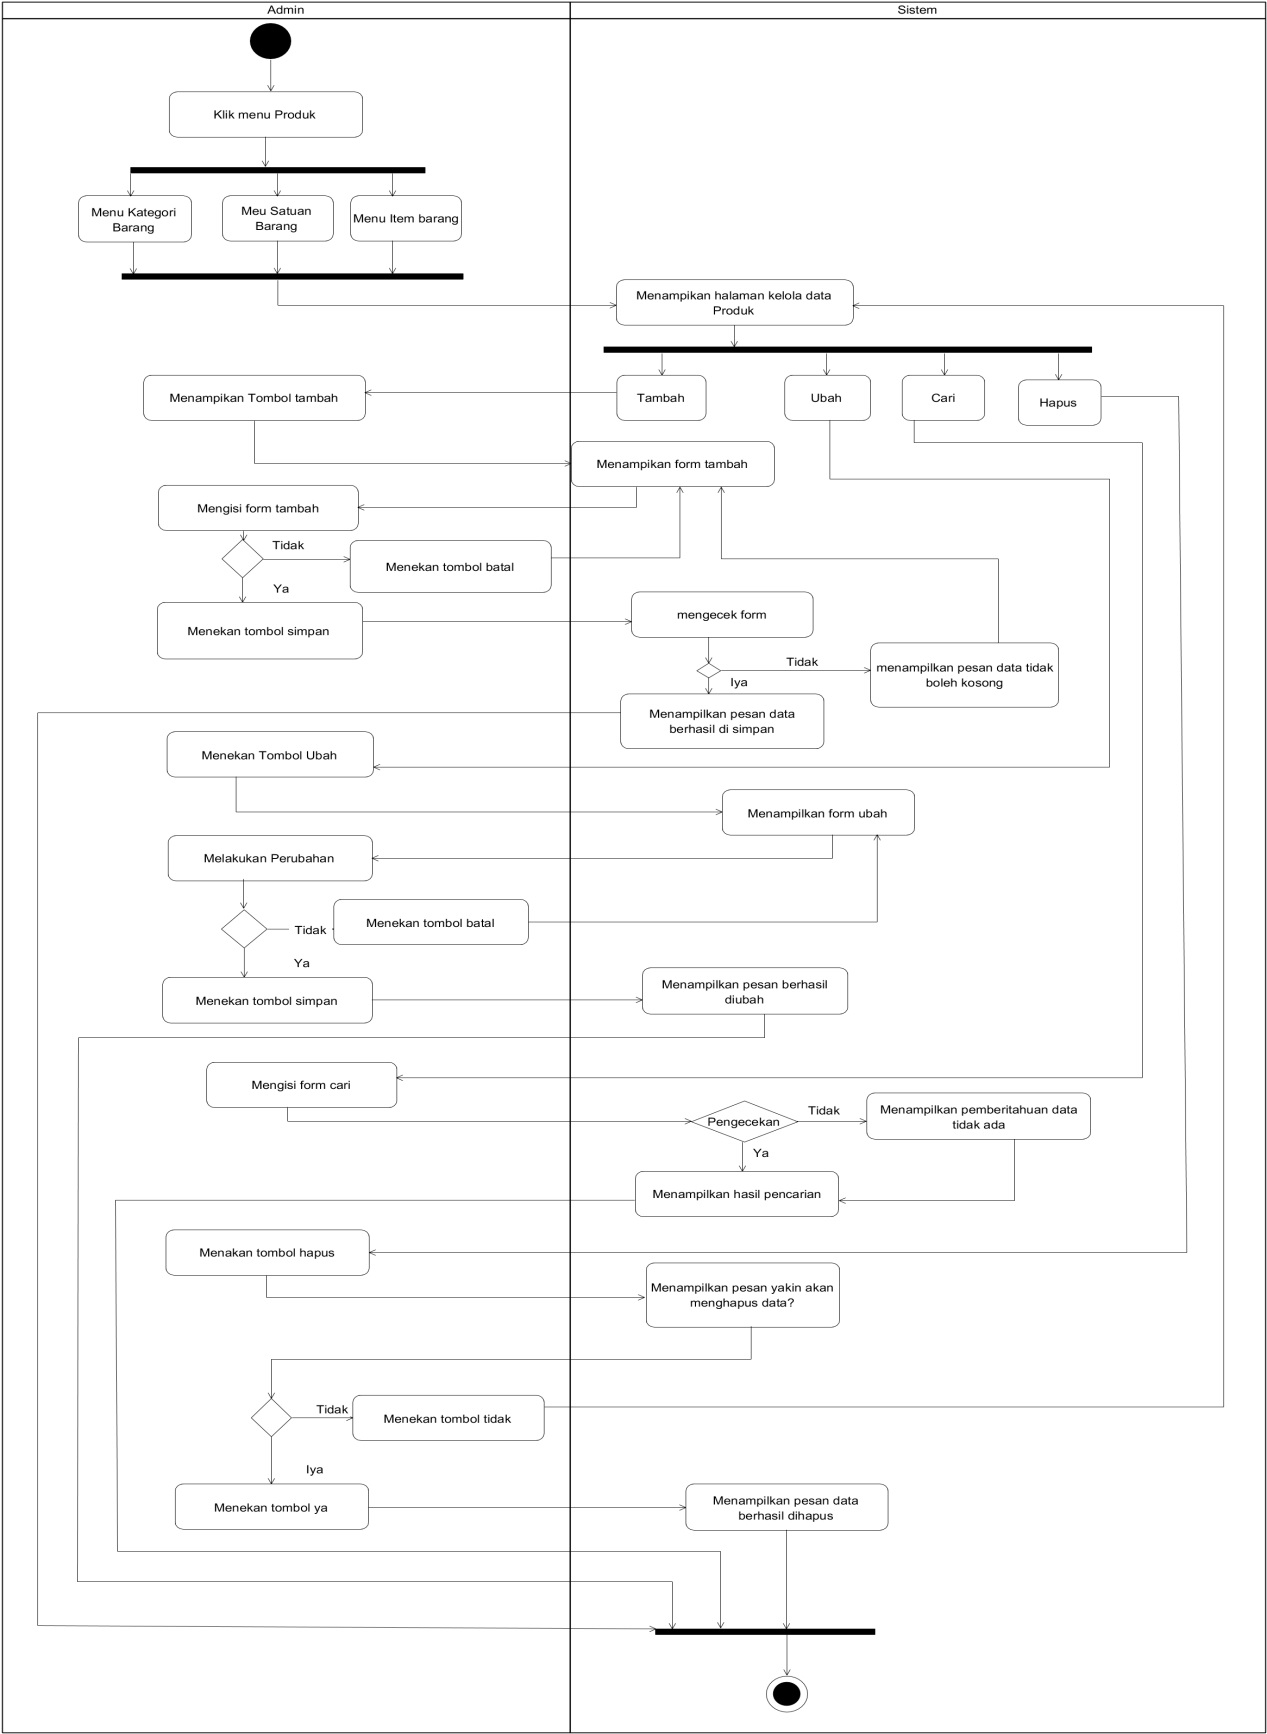 Admin
Sistem
Klik menu Produk
Menu Kategori
Barang
Meu Satuan
Barang
Menu Item barang
Menampikan halaman kelola data
Produk
Menampikan Tombol tambah
Tambah
Ubah
Cari
Hapus
Menampikan form tambah
Mengisi form tambah
Tidak
Menekan tombol batal
Ya
Menekan tombol simpan
mengecek form
Tidak
menampilkan pesan data tidak
boleh kosong
Iya
Menampilkan pesan data
berhasil di simpan
Menekan Tombol Ubah
Menampilkan form ubah
Melakukan Perubahan
Tidak
Menekan tombol batal
Ya
Menekan tombol simpan
Menampilkan pesan berhasil
diubah
Mengisi form cari
Pengecekan
Tidak
Menampilkan pemberitahuan data
tidak ada
Ya
Menampilkan hasil pencarian
Menakan tombol hapus
Menampilkan pesan yakin akan
menghapus data?
Tidak
Menekan tombol tidak
Iya
Menekan tombol ya
Menampilkan pesan data
berhasil dihapus